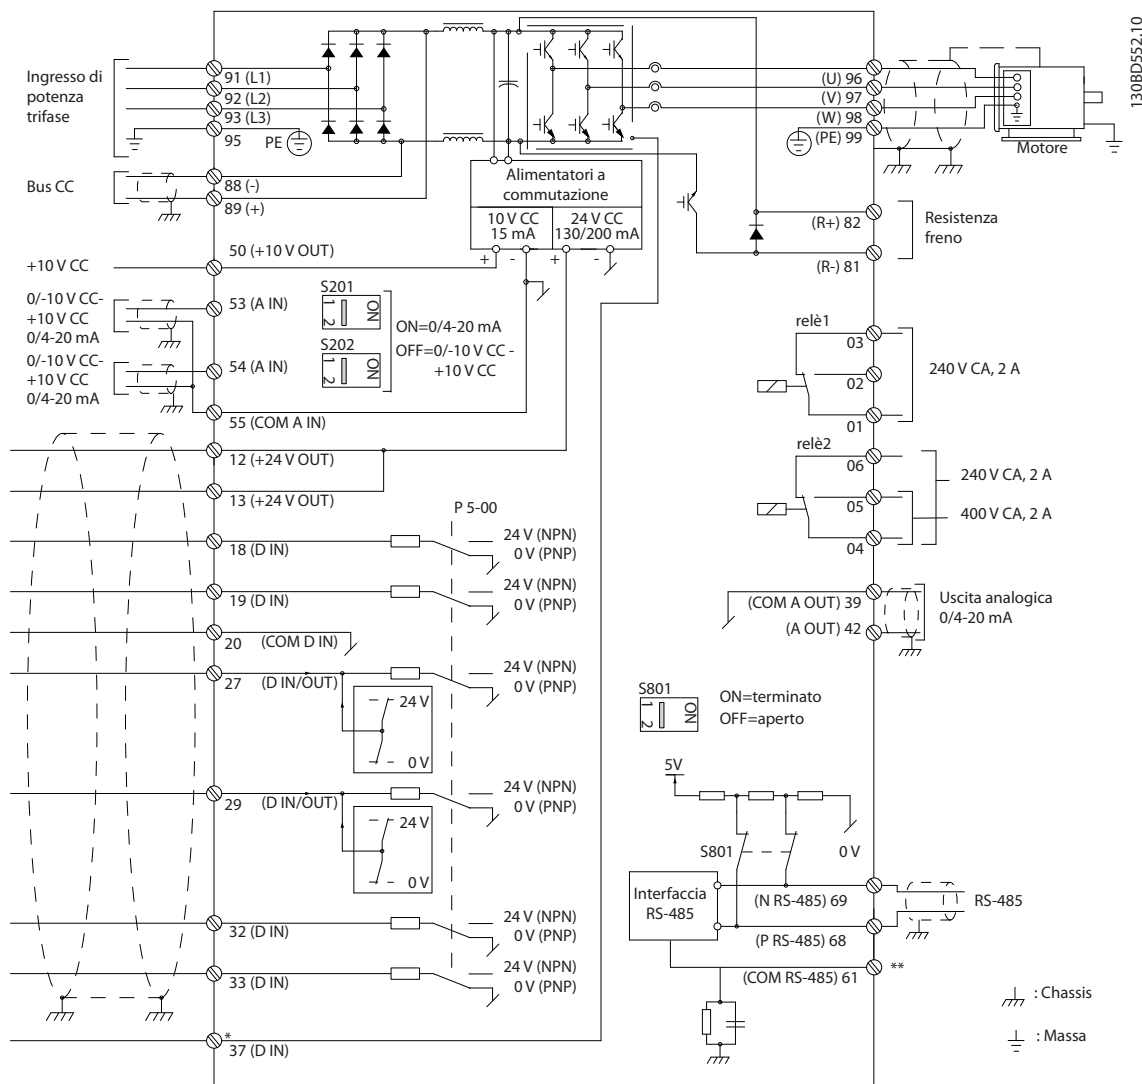 130BD552.10
Ingresso di
potenza
trifase
91 (L1)
92 (L2)
93 (L3)
95
PE
Bus CC
88 (-)
89 (+)
+10 V CC
50 (+10 V OUT)
0/-10 V CC-
+10 V CC
0/4-20 mA
53 (A IN)
0/-10 V CC-
+10 V CC
0/4-20 mA
54 (A IN)
55 (COM A IN)
12 (+24 V OUT)
13 (+24 V OUT)
18 (D IN)
19 (D IN)
20 (COM D IN)
27 (D IN/OUT)
29 (D IN/OUT)
32 (D IN)
33 (D IN)
*
37 (D IN)
Alimentatori a
commutazione
10 V CC
15 mA
24 V CC
130/200 mA
+ - + -
S201
1 2 ON
S202
1 2 ON
ON=0/4-20 mA
OFF=0/-10 V CC -
+10 V CC
P 5-00
24 V (NPN)
0 V (PNP)
24 V (NPN)
0 V (PNP)
24 V (NPN)
0 V (PNP)
24 V
0 V
24 V (NPN)
0 V (PNP)
24 V
0 V
24 V (NPN)
0 V (PNP)
24 V (NPN)
0 V (PNP)
(U) 96
(V) 97
(W) 98
(PE) 99
Motore
(R+) 82
(R-) 81
Resistenza
freno
relè1
03
02
01
240 V CA, 2 A
relè2
06
05
04
240 V CA, 2 A
400 V CA, 2 A
(COM A OUT) 39
(A OUT) 42
Uscita analogica
0/4-20 mA
S801
1 2 ON
ON=terminato
OFF=aperto
5V
S801
0 V
Interfaccia
RS-485
(N RS-485) 69
(P RS-485) 68
(COM RS-485) 61
RS-485
**
: Chassis
: Massa